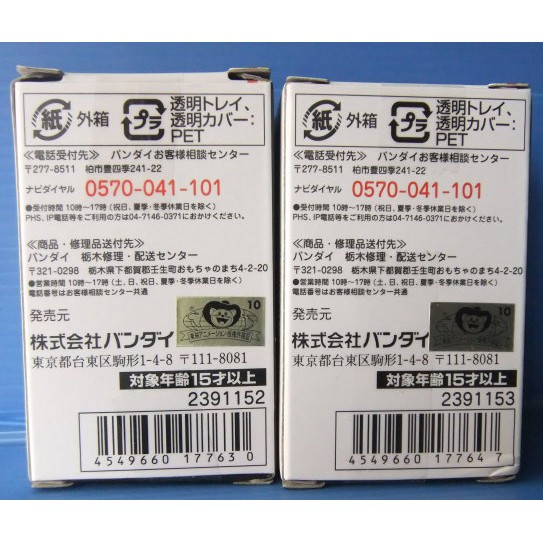 紙 外箱
プラ 透明トレイ、
透明カバー:
PET
≪電話受付先≫ バンダイお客様相談センター
〒277-8511 柏市豊四季241-22
ナビダイヤル 0570-041-101
●受付時間 10時~17時(祝日、夏季・冬季休業日を除く)
PHS、IP電話等をご利用の方は04-7146-0371におかけください。
≪商品・修理品送付先≫
バンダイ 栃木修理・配送センター
〒321-0298 栃木県下都賀郡壬生町おもちゃのまち4-2-20
●営業時間 10時~17時(土、日、祝日、夏季・冬季休業日を除く)
電話番号はお客様センター共通
発売元
10
株式会社バンダイ
東京都台東区駒形1-4-8 〒111-8081
対象年齢15才以上
2391152
4549660 177630
紙 外箱
プラ 透明トレイ、
透明カバー:
PET
≪電話受付先≫ バンダイお客様相談センター
〒277-8511 柏市豊四季241-22
ナビダイヤル 0570-041-101
●受付時間 10時~17時(祝日、夏季・冬季休業日を除く)
PHS、IP電話等をご利用の方は04-7146-0371におかけください。
≪商品・修理品送付先≫
バンダイ 栃木修理・配送センター
〒321-0298 栃木県下都賀郡壬生町おもちゃのまち4-2-20
●営業時間 10時~17時(土、日、祝日、夏季・冬季休業日を除く)
電話番号はお客様センター共通
発売元
10
株式会社バンダイ
東京都台東区駒形1-4-8 〒111-8081
対象年齢15才以上
2391153
4549660 177647